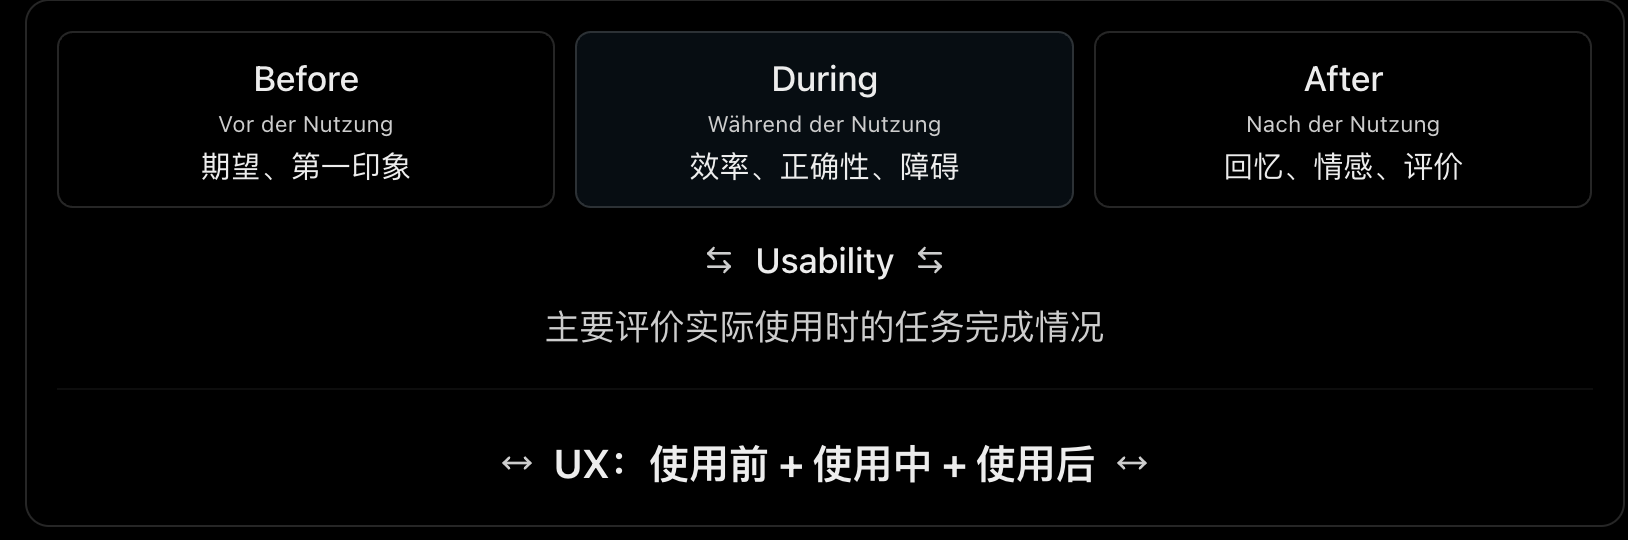 Before
Vor der Nutzung
期望、第一印象
During
Während der Nutzung
效率、正确性、障碍
After
Nach der Nutzung
回忆、情感、评价
⇆ Usability ⇆
主要评价实际使用时的任务完成情况
↔ UX：使用前 + 使用中 + 使用后 ↔